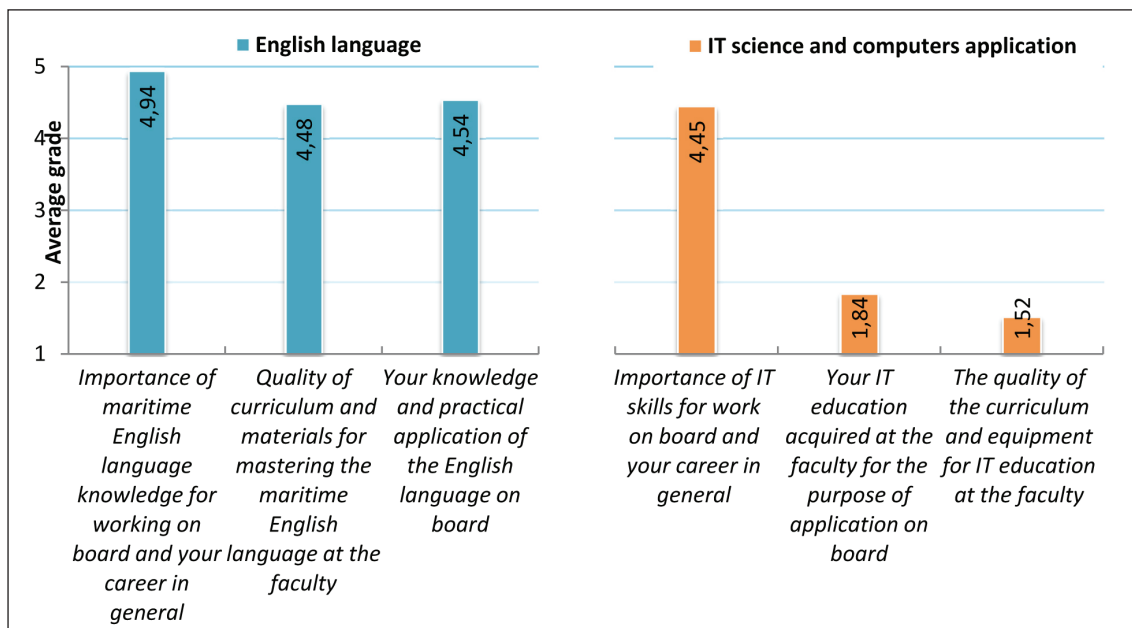 English language
IT science and computers application
Average grade
5
4
3
2
1
4,94
4,48
4,54
4,45
1,84
1,52
Importance of
maritime
English
language
knowledge for
working on
board and your
career in
general
Quality of
curriculum and
materials for
mastering the
maritime
English
language at the
faculty
Your knowledge
and practical
application of
the English
language on
board
Importance of IT
skills for work
on board and
your career in
general
Your IT
education
acquired at the
faculty for the
purpose of
application on
board
The quality of
the curriculum
and equipment
for IT education
at the faculty